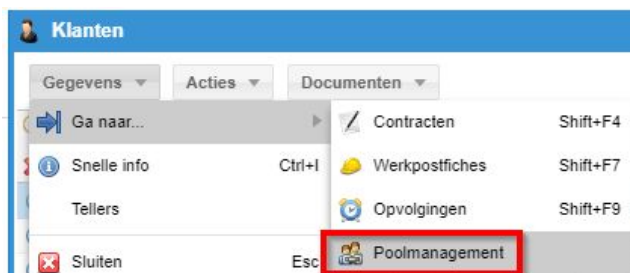 Klanten
Gegevens Acties Documenten
Ga naar... Contracten Shift+F4
Snelle info Ctrl+I Werkpostfiches Shift+F7
Tellers Opvolgingen Shift+F9
Sluiten Esc Poolmanagement